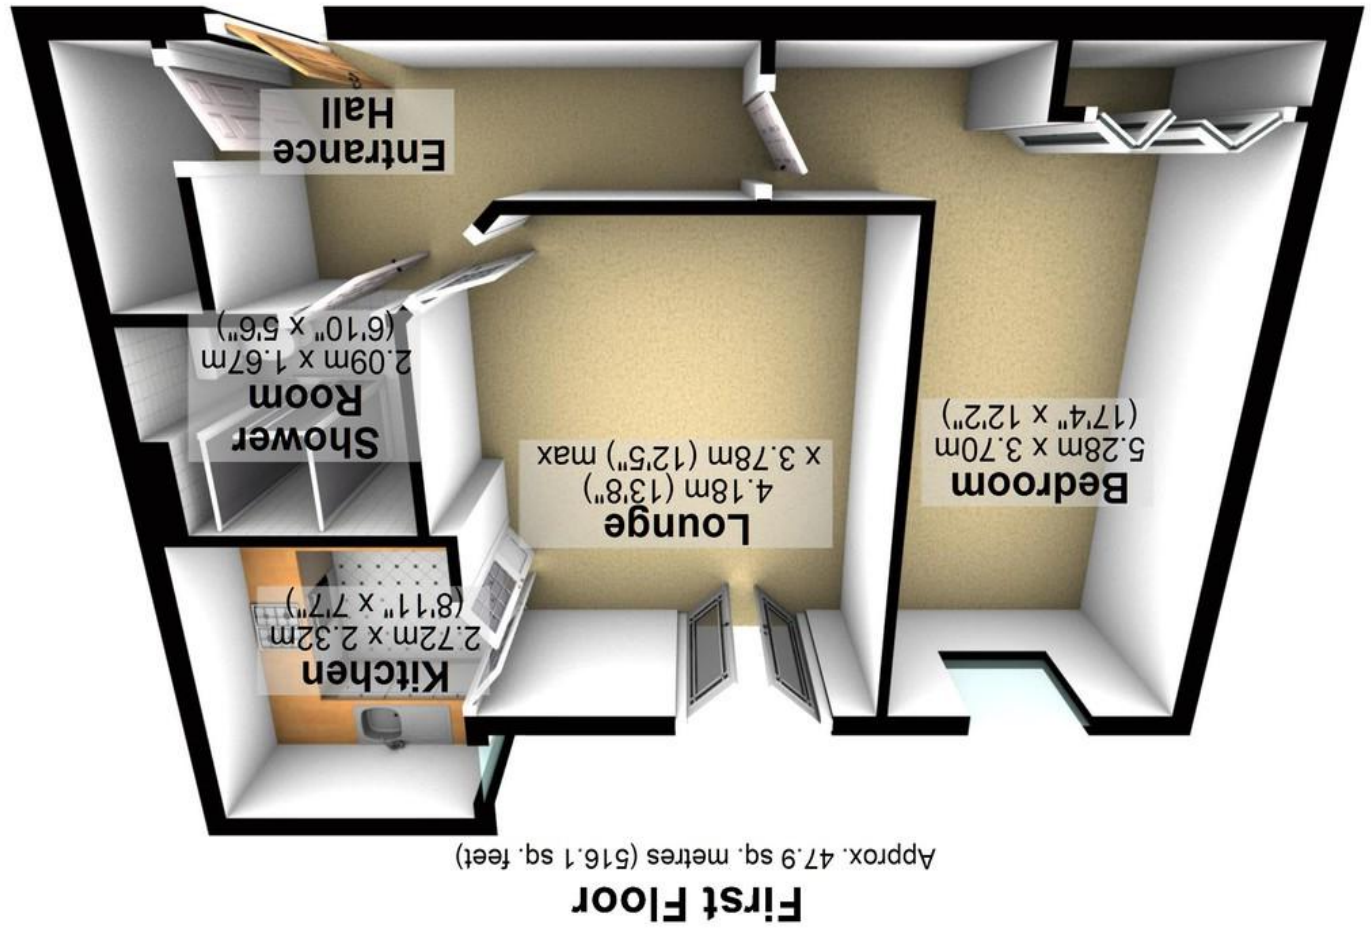 First Floor
Approx. 47.9 sq. metres (516.1 sq. feet)
Kitchen
2.72m x 2.32m
(8'11" x 7'7")
Bedroom
5.28m x 3.70m
(17'4" x 12'2")
Lounge
4.18m (13'8")
x 3.78m (12'5") max
Shower
Room
2.09m x 1.67m
(6'10" x 5'6")
Entrance
Hall